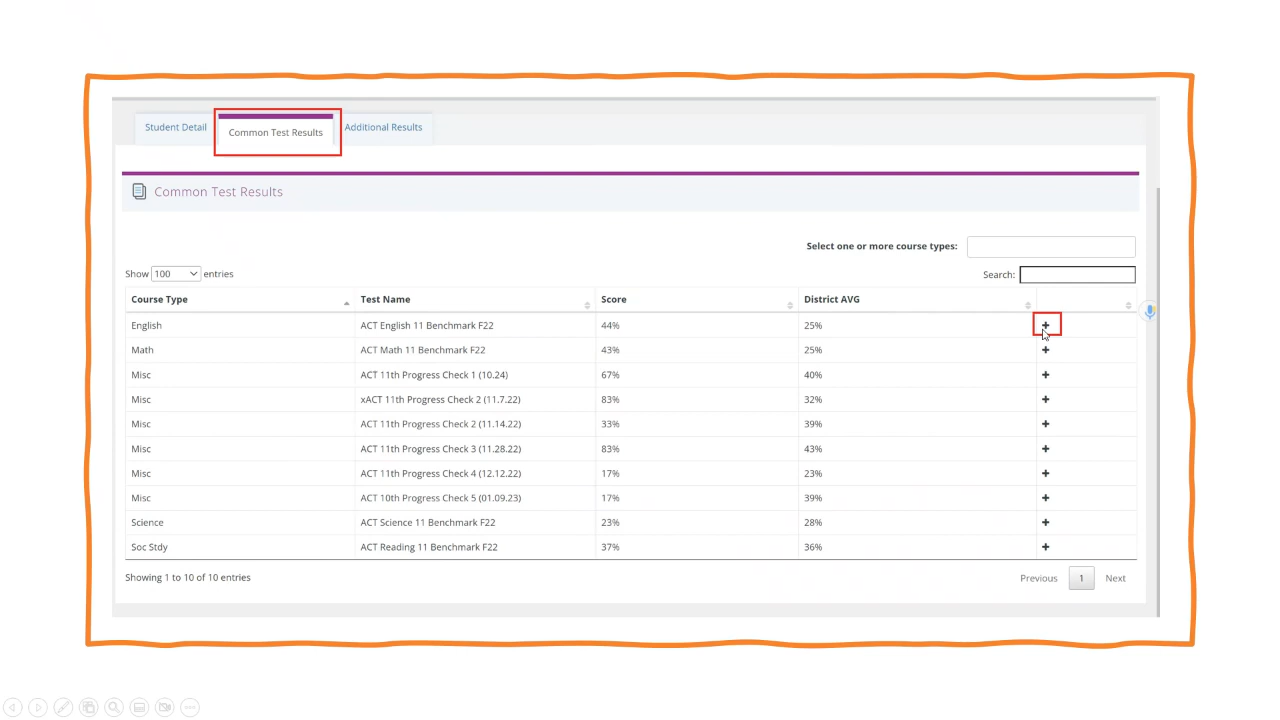 Student Detail Common Test Results Additional Results
Common Test Results
Select one or more course types:
Show 100 entries Search:
Course Type Test Name Score District AVG
English ACT English 11 Benchmark F22 44% 25% +
Math ACT Math 11 Benchmark F22 43% 25% +
Misc ACT 11th Progress Check 1 (10.24) 67% 40% +
Misc xACT 11th Progress Check 2 (11.7.22) 83% 32% +
Misc ACT 11th Progress Check 2 (11.14.22) 33% 39% +
Misc ACT 11th Progress Check 3 (11.28.22) 83% 43% +
Misc ACT 11th Progress Check 4 (12.12.22) 17% 23% +
Misc ACT 10th Progress Check 5 (01.09.23) 17% 39% +
Science ACT Science 11 Benchmark F22 23% 28% +
Soc Stdy ACT Reading 11 Benchmark F22 37% 36% +
Showing 1 to 10 of 10 entries Previous 1 Next